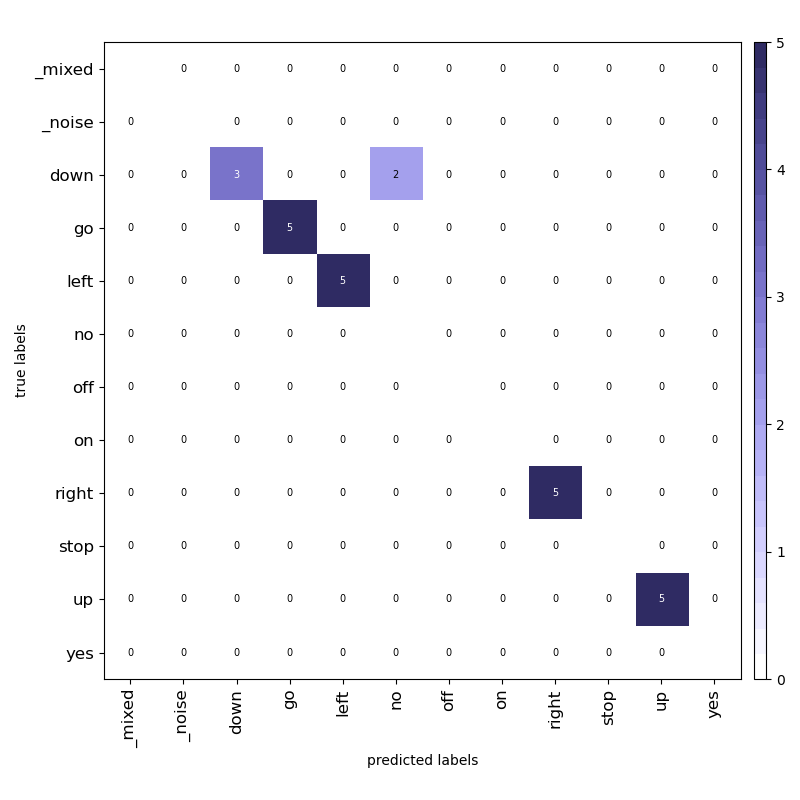 _mixed 0 0 0 0 0 0 0 0 0 0 0
_noise 0 0 0 0 0 0 0 0 0 0 0
down 0 0 3 0 0 2 0 0 0 0 0 0
go 0 0 0 5 0 0 0 0 0 0 0 0
left 0 0 0 0 5 0 0 0 0 0 0 0
no 0 0 0 0 0 0 0 0 0 0 0
off 0 0 0 0 0 0 0 0 0 0 0
on 0 0 0 0 0 0 0 0 0 0 0
right 0 0 0 0 0 0 0 0 5 0 0 0
stop 0 0 0 0 0 0 0 0 0 0 0
up 0 0 0 0 0 0 0 0 0 0 5 0
yes 0 0 0 0 0 0 0 0 0 0 0
_mixed _noise down go left no off on right stop up yes
predicted labels
true labels
5
4
3
2
1
0